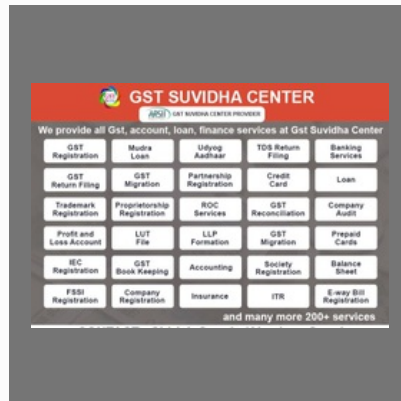 GST SUVIDHA CENTER
GST SUVIDHA CENTER PROVIDER
We provide all Gst, account, loan, finance services at Gst Suvidha Center
GST
Registration
Mudra
Loan
Udyog
Aadhaar
TDS Return
Filing
Banking
Services
GST
Return Filing
GST
Migration
Partnership
Registration
Credit
Card
Loan
Trademark
Registration
Proprietorship
Registration
ROC
Services
GST
Reconciliation
Company
Audit
Profit and
Loss Account
LUT
File
LLP
Formation
GST
Migration
Prepaid
Cards
IEC
Registration
GST
Book Keeping
Accounting
Society
Registration
Balance
Sheet
FSSI
Registration
Company
Registration
Insurance
ITR
E-way Bill
Registration
and many more 200+ services